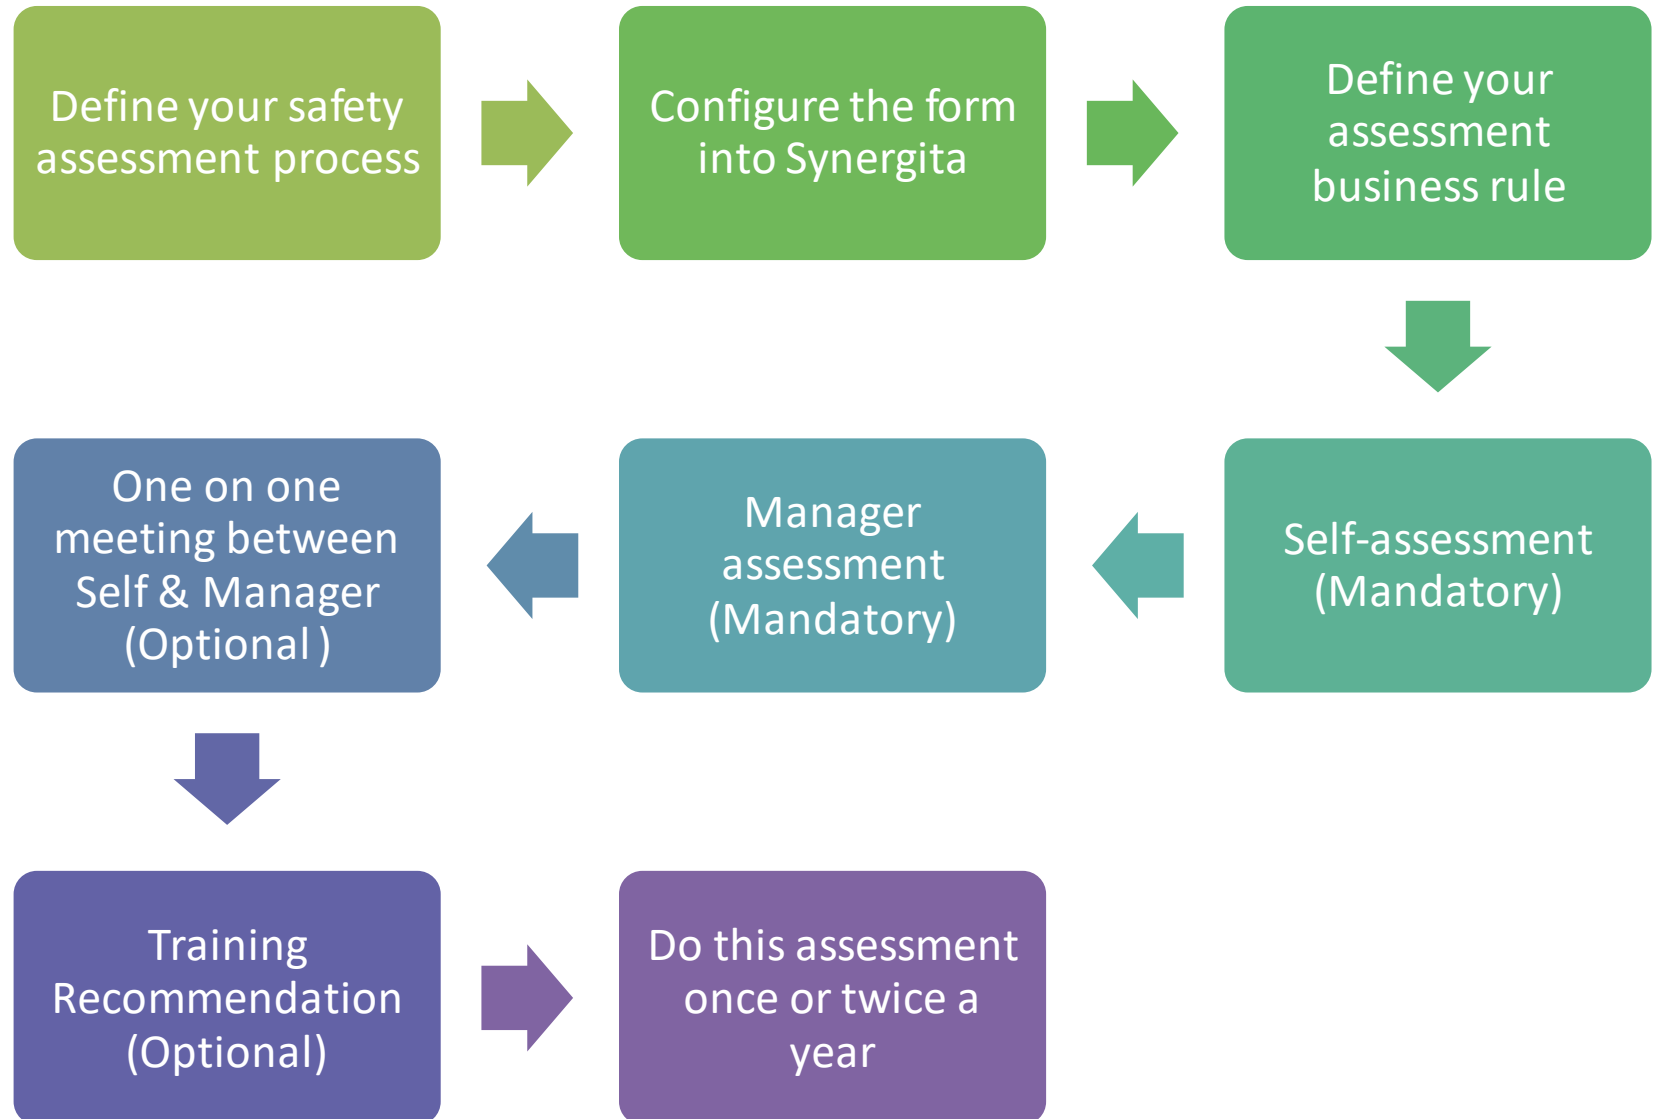 Define your safety
assessment process
Configure the form
into Synergita
Define your
assessment
business rule
Self-assessment
(Mandatory)
Manager
assessment
(Mandatory)
One on one
meeting between
Self & Manager
(Optional )
Training
Recommendation
(Optional)
Do this assessment
once or twice a
year